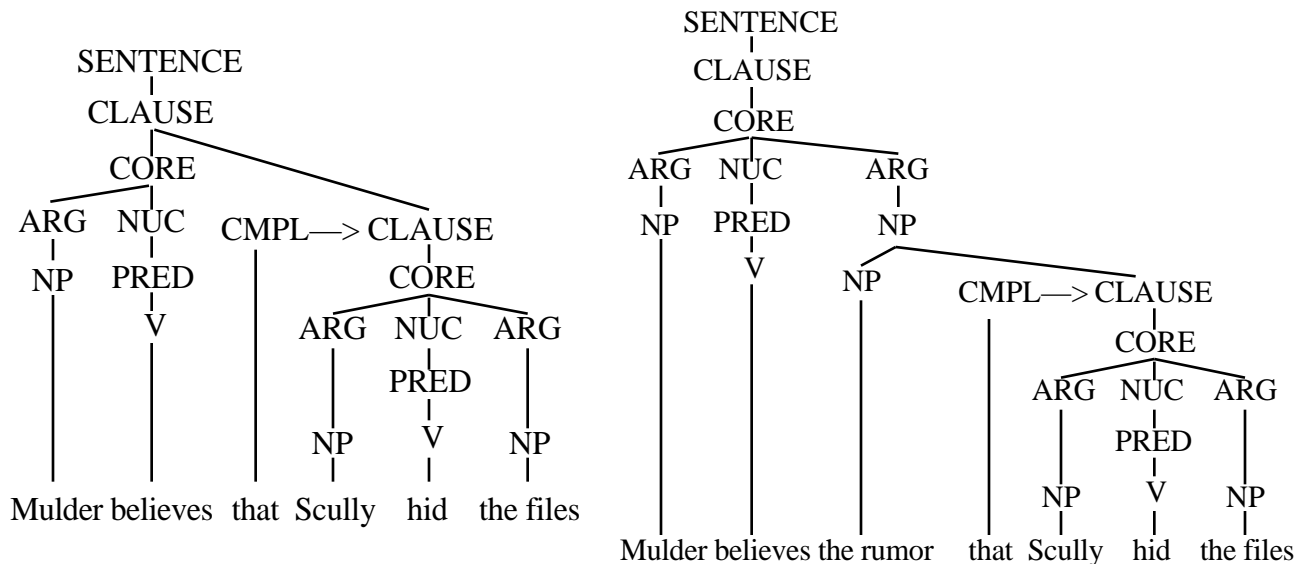 SENTENCE
CLAUSE
CORE
ARG NUC CMPL—> CLAUSE
NP PRED CORE
V ARG NUC ARG
PRED
NP V NP
Mulder believes that Scully hid the files
SENTENCE
CLAUSE
CORE
ARG NUC ARG
NP PRED NP
V NP CMPL—> CLAUSE
CORE
ARG NUC ARG
PRED
NP V NP
Mulder believes the rumor that Scully hid the files